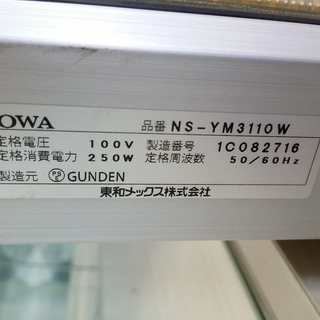 OWA 品番 NS-YM3110W
定格電圧 100V 製造番号 1C082716
定格消費電力 250W 定格周波数 50/60Hz
製造元 PSE GUNDEN
東和メックス株式会社